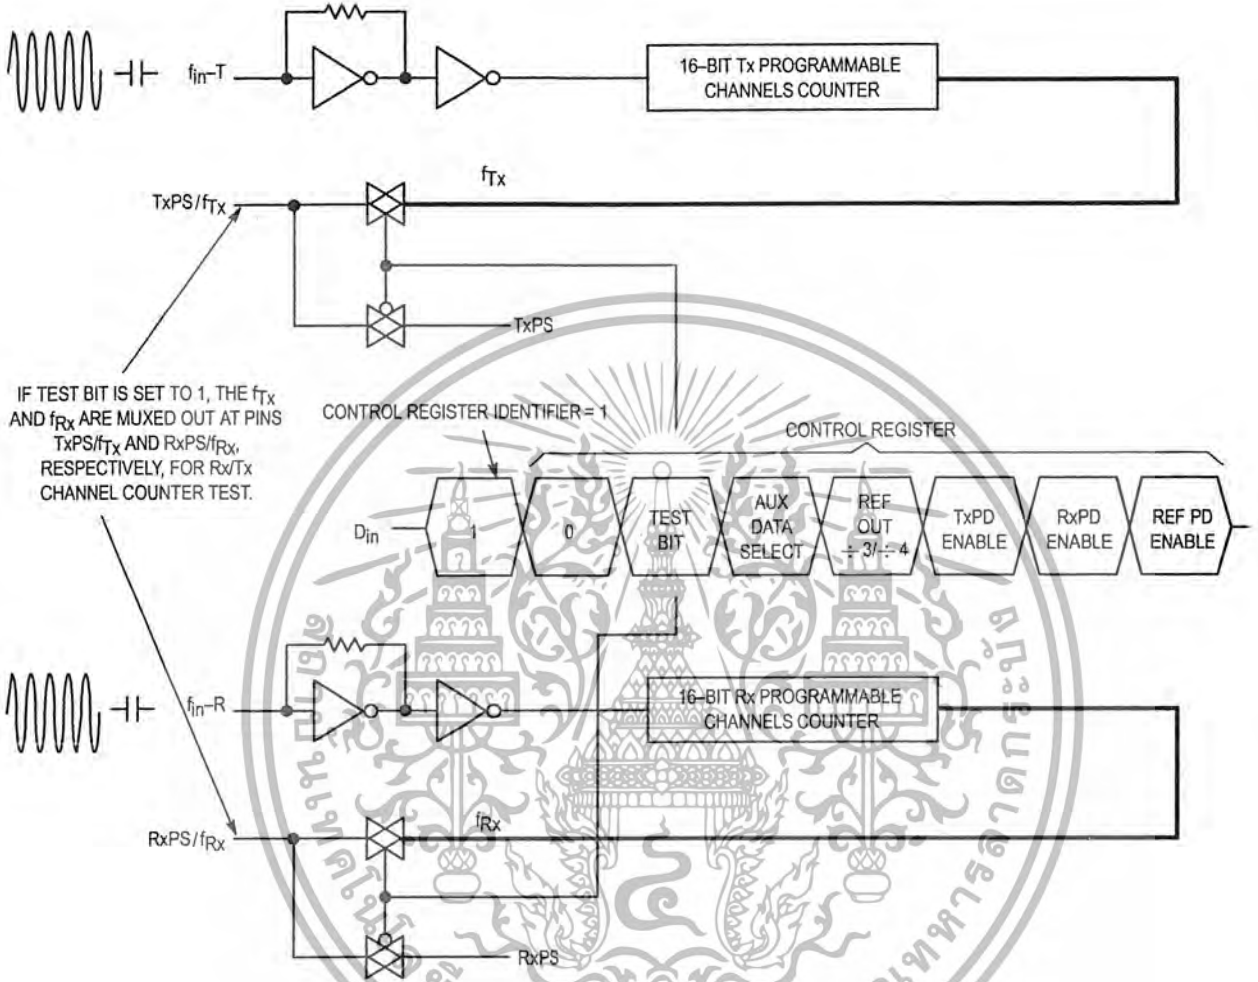 fin–T
16–BIT Tx PROGRAMMABLE
CHANNELS COUNTER
TxPS/fTx
fTx
TxPS
IF TEST BIT IS SET TO 1, THE fTx
AND fRx ARE MUXED OUT AT PINS
TxPS/fTx AND RxPS/fRx,
RESPECTIVELY, FOR Rx/Tx
CHANNEL COUNTER TEST.
CONTROL REGISTER IDENTIFIER = 1
CONTROL REGISTER
Din
1
0
TEST
BIT
AUX
DATA
SELECT
REF
OUT
÷ 3/÷ 4
TxPD
ENABLE
RxPD
ENABLE
REF PD
ENABLE
fin–R
16–BIT Rx PROGRAMMABLE
CHANNELS COUNTER
RxPS/fRx
fRx
RxPS